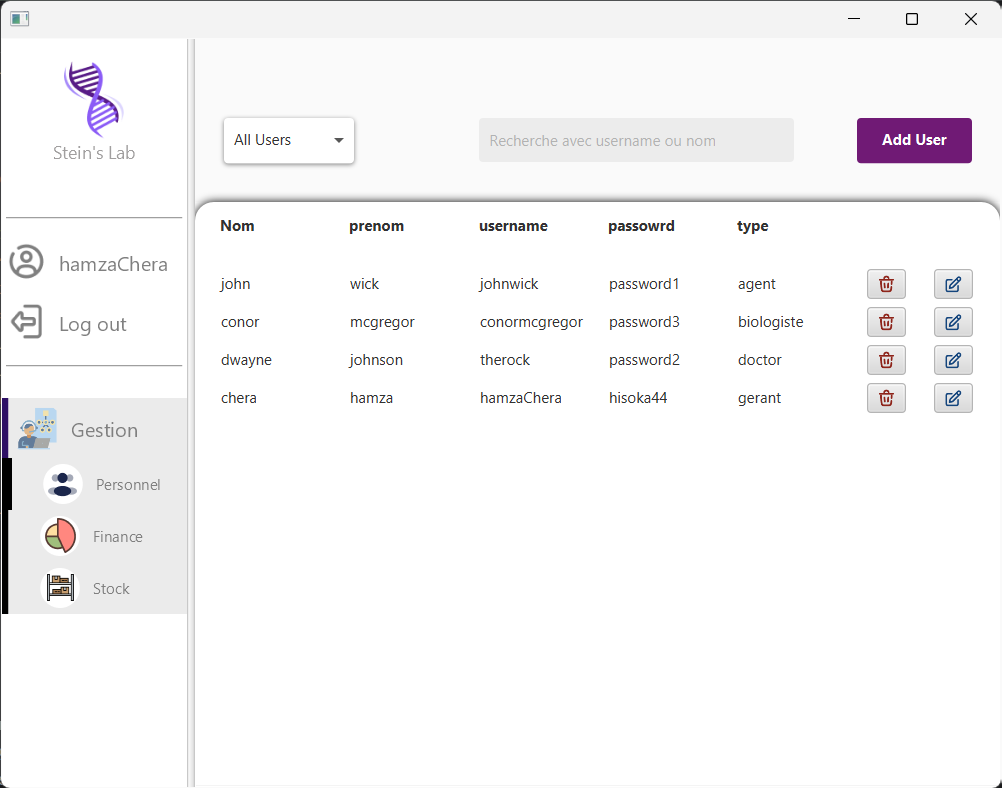 Stein's Lab
hamzaChera
Log out
Gestion
Personnel
Finance
Stock
All Users
Recherche avec username ou nom
Add User
Nom prenom username passowrd type
john wick johnwick password1 agent
conor mcgregor conormcgregor password3 biologiste
dwayne johnson therock password2 doctor
chera hamza hamzaChera hisoka44 gerant